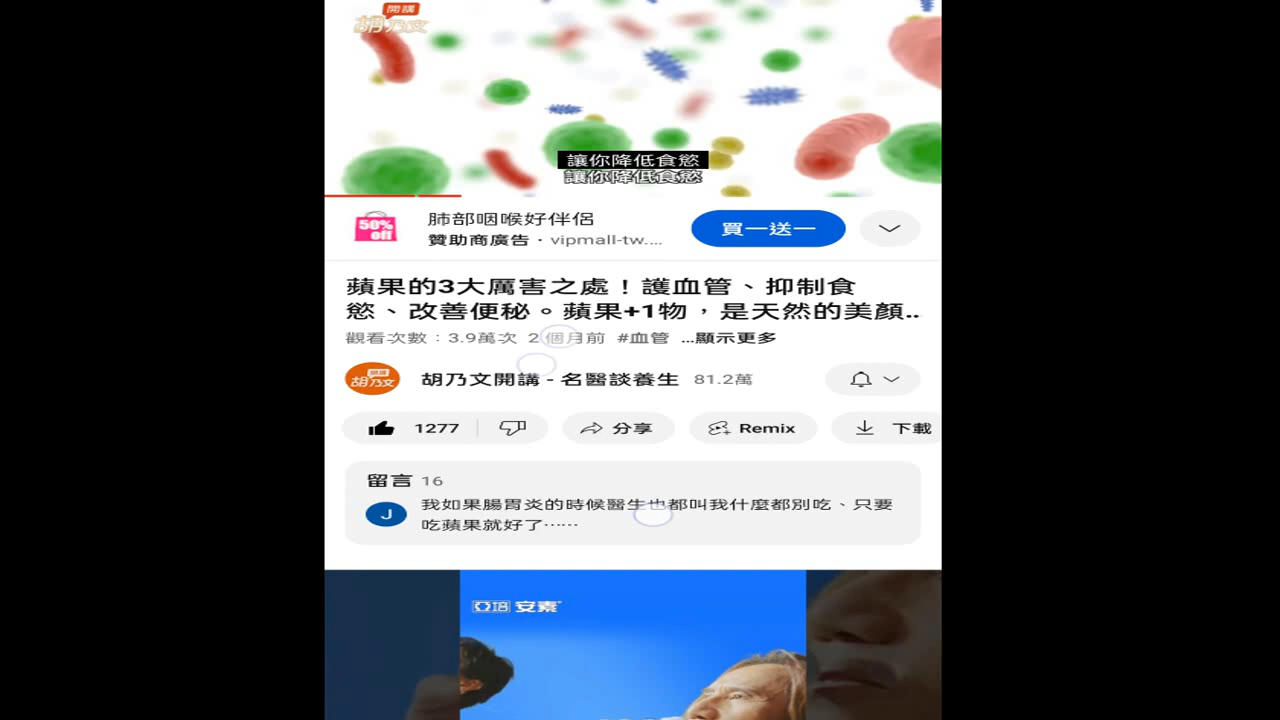 開講
胡乃文
讓你降低食慾
讓你降低食慾
50%
off
肺部咽喉好伴侶
贊助商廣告・vipmall-tw....
買一送一
蘋果的3大厲害之處！護血管、抑制食
慾、改善便秘。蘋果+1物，是天然的美顏..
觀看次數：3.9萬次 2 個月前 #血管 ...顯示更多
開講
胡乃文
胡乃文開講 - 名醫談養生 81.2萬
1277 分享 Remix 下載
留言 16
J
我如果腸胃炎的時候醫生也都叫我什麼都別吃、只要
吃蘋果就好了⋯⋯
亞培 安素